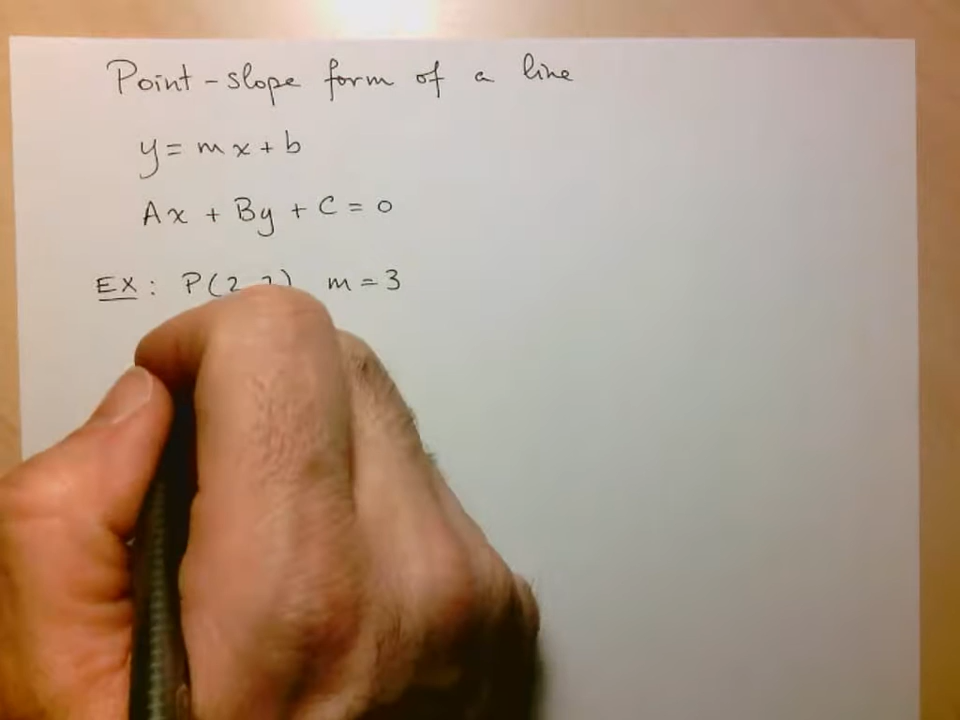 Point-slope form of a line
y = mx + b
Ax + By + C = 0
EX: P(2, ) m = 3